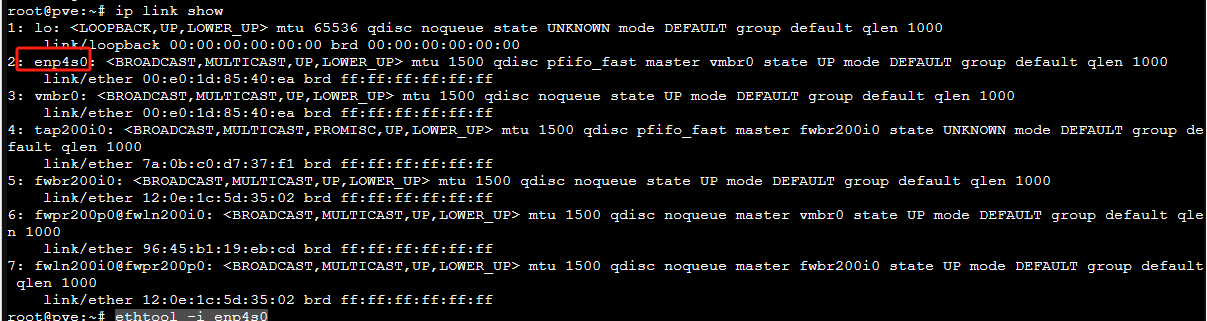 root@pve:~# ip link show
1: lo: <LOOPBACK,UP,LOWER_UP> mtu 65536 qdisc noqueue state UNKNOWN mode DEFAULT group default qlen 1000
    link/loopback 00:00:00:00:00:00 brd 00:00:00:00:00:00
2: enp4s0: <BROADCAST,MULTICAST,UP,LOWER_UP> mtu 1500 qdisc pfifo_fast master vmbr0 state UP mode DEFAULT group default qlen 1000
    link/ether 00:e0:1d:85:40:ea brd ff:ff:ff:ff:ff:ff
3: vmbr0: <BROADCAST,MULTICAST,UP,LOWER_UP> mtu 1500 qdisc noqueue state UP mode DEFAULT group default qlen 1000
    link/ether 00:e0:1d:85:40:ea brd ff:ff:ff:ff:ff:ff
4: tap200i0: <BROADCAST,MULTICAST,PROMISC,UP,LOWER_UP> mtu 1500 qdisc pfifo_fast master fwbr200i0 state UNKNOWN mode DEFAULT group de
fault qlen 1000
    link/ether 7a:0b:c0:d7:37:f1 brd ff:ff:ff:ff:ff:ff
5: fwbr200i0: <BROADCAST,MULTICAST,UP,LOWER_UP> mtu 1500 qdisc noqueue state UP mode DEFAULT group default qlen 1000
    link/ether 12:0e:1c:5d:35:02 brd ff:ff:ff:ff:ff:ff
6: fwpr200p0@fwln200i0: <BROADCAST,MULTICAST,UP,LOWER_UP> mtu 1500 qdisc noqueue master vmbr0 state UP mode DEFAULT group default qle
n 1000
    link/ether 96:45:b1:19:eb:cd brd ff:ff:ff:ff:ff:ff
7: fwln200i0@fwpr200p0: <BROADCAST,MULTICAST,UP,LOWER_UP> mtu 1500 qdisc noqueue master fwbr200i0 state UP mode DEFAULT group default
 qlen 1000
    link/ether 12:0e:1c:5d:35:02 brd ff:ff:ff:ff:ff:ff
root@pve:~# ethtool -i enp4s0